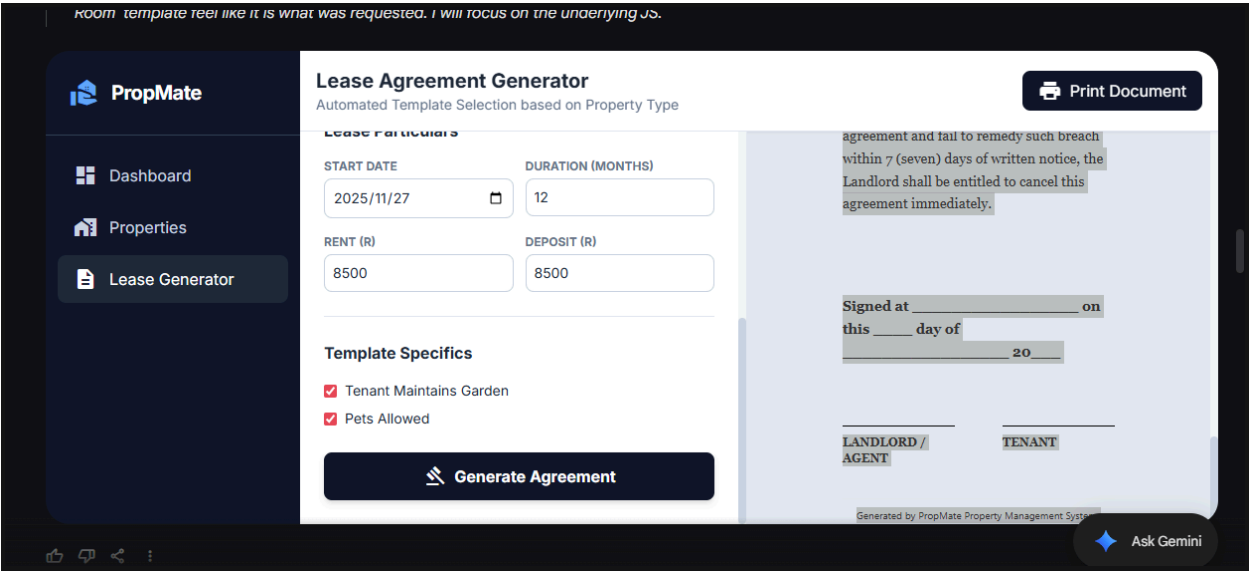 Room template feel like it is what was requested. I will focus on the underlying JS.
PropMate
Lease Agreement Generator
Automated Template Selection based on Property Type
Print Document
Dashboard
Properties
Lease Generator
Lease Particulars
START DATE
DURATION (MONTHS)
2025/11/27
12
RENT (R)
DEPOSIT (R)
8500
8500
Template Specifics
Tenant Maintains Garden
Pets Allowed
Generate Agreement
agreement and fail to remedy such breach
within 7 (seven) days of written notice, the
Landlord shall be entitled to cancel this
agreement immediately.
Signed at ____________________ on
this _____ day of
____________________ 20___
LANDLORD /
AGENT
TENANT
Generated by PropMate Property Management
Ask Gemini